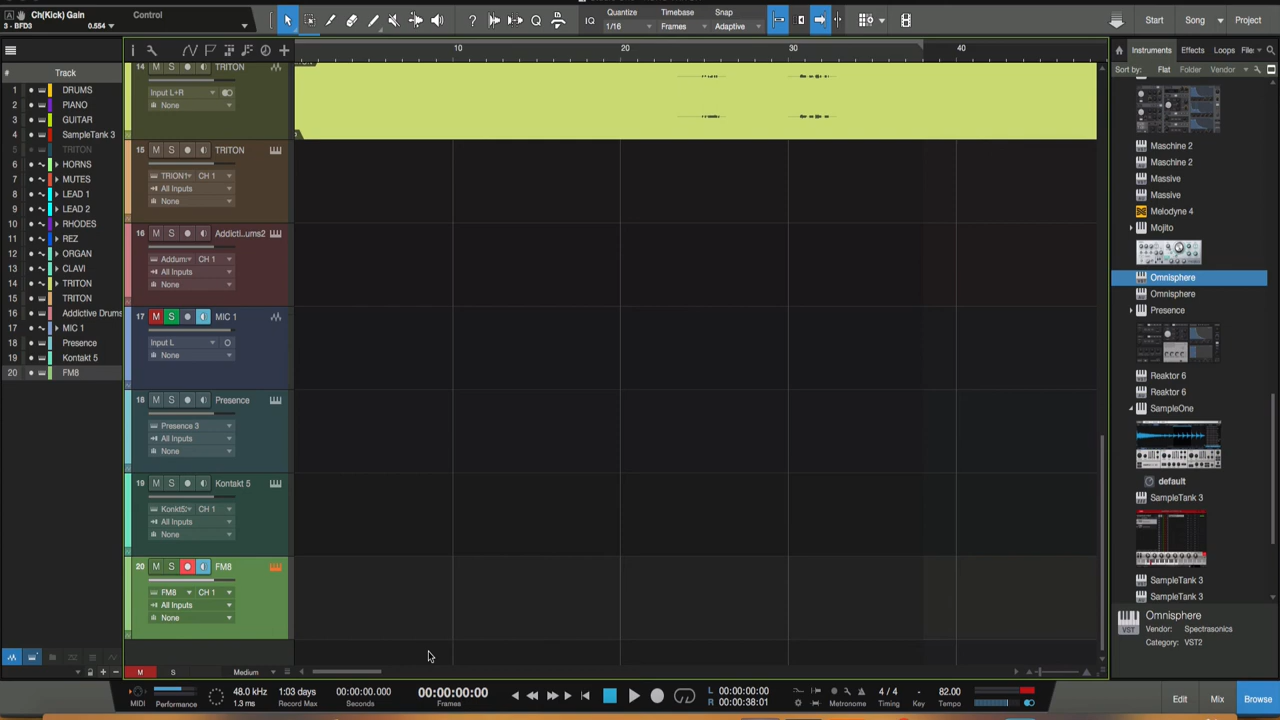 Ch(Kick) Gain Control
3 - BFD3 0.554
Quantize Timebase Snap
IQ 1/16 Frames Adaptive
Start Song Project
10 20 30 40
Instruments Effects Loops File
Sort by: Flat Folder Vendor
# Track
1 DRUMS
2 PIANO
3 GUITAR
4 SampleTank 3
5 TRITON
6 HORNS
7 MUTES
8 LEAD 1
9 LEAD 2
10 RHODES
11 REZ
12 ORGAN
13 CLAVI
14 TRITON
15 TRITON
16 Addictive Drums
17 MIC 1
18 Presence
19 Kontakt 5
20 FM8
14 TRITON
Input L+R
None
15 M S TRITON
TRION1 CH 1
All Inputs
None
16 M S Addicti..ums2
Addum: CH 1
All Inputs
None
17 M S MIC 1
Input L
None
18 M S Presence
Presence 3
All Inputs
None
19 M S Kontakt 5
Konkt5: CH 1
All Inputs
None
20 M S FM8
FM8 CH 1
All Inputs
None
Maschine 2
Maschine 2
Massive
Massive
Melodyne 4
Mojito
Omnisphere
Omnisphere
Presence
Reaktor 6
Reaktor 6
SampleOne
default
SampleTank 3
SampleTank 3
SampleTank 3
Omnisphere
Vendor: Spectrasonics
Category: VST2
VST
M S Medium
MIDI Performance
48.0 kHz
1.3 ms
1:03 days
Record Max
00:00:00.000
Seconds
00:00:00:00
Frames
L 00:00:00:00
R 00:00:38:01
Metronome
4 / 4
Timing
-
Key
82.00
Tempo
Edit Mix Browse